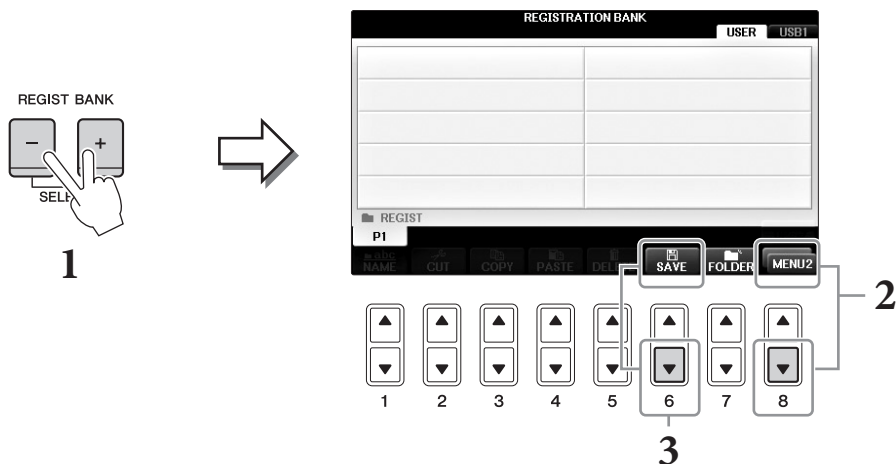 REGISTRATION BANK
USER USB1
REGIST BANK
- +
1
REGIST
P1
NAME CUT COPY PASTE SAVE FOLDER MENU2
2
1 2 3 4 5 6 7 8
3